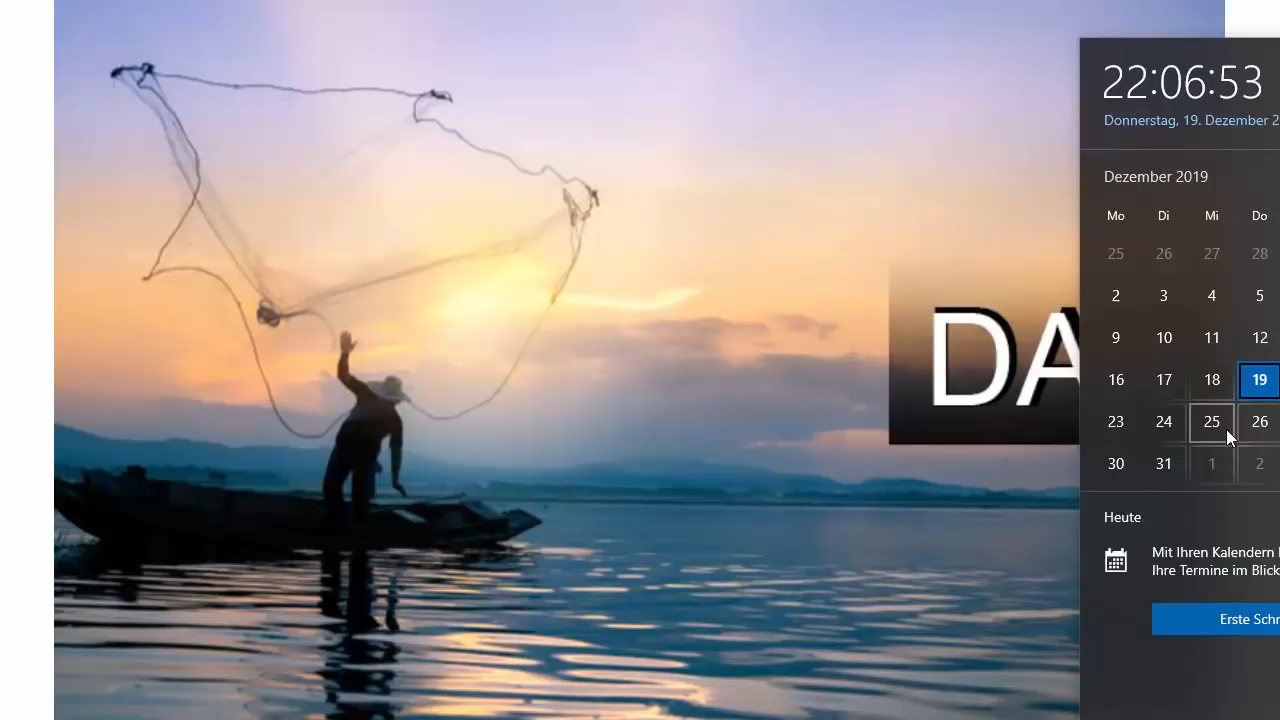 DA
22:06:53
Donnerstag, 19. Dezember 2
Dezember 2019
Mo Di Mi Do
25 26 27 28
2 3 4 5
9 10 11 12
16 17 18 19
23 24 25 26
30 31 1 2
Heute
Mit Ihren Kalendern
Ihre Termine im Blick
Erste Schr